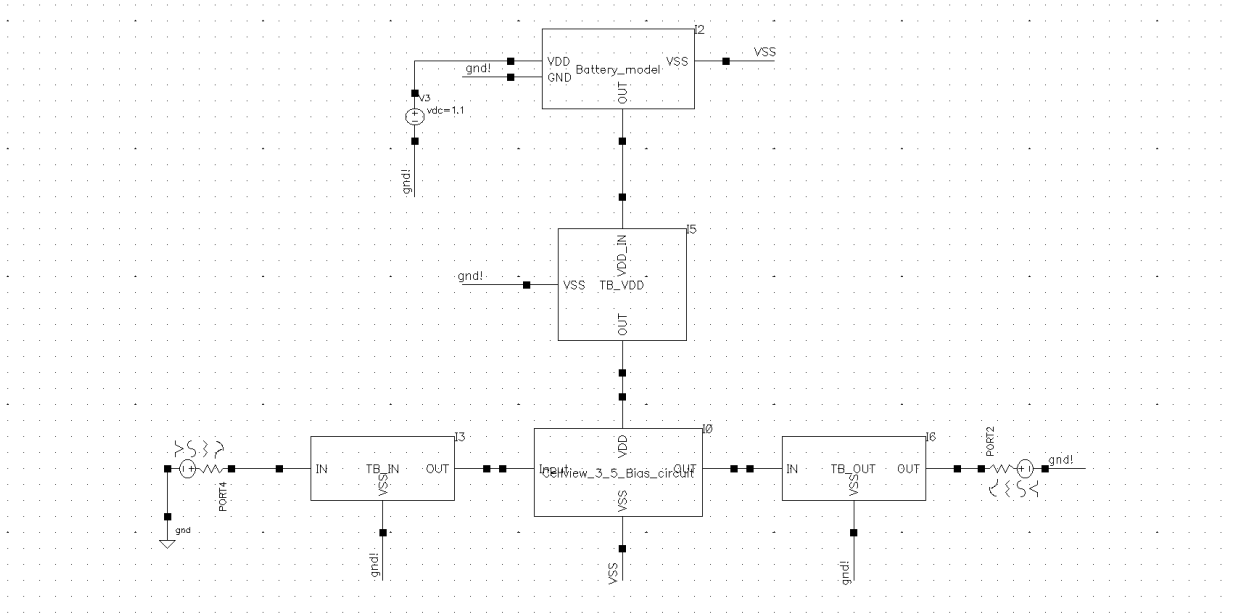 I2
VSS
VDD
VSS
gnd!
GND
Battery_model
OUT
V3
vdc=1.1
gnd!
I5
VDD_IN
gnd!
VSS
TB_VDD
OUT
I3
I0
I6
PORT2
VDD
IN
TB_IN
OUT
Input
OUT
IN
TB_OUT
OUT
gnd!
Cellview_3_5_Bias_circuit
PORT4
VSS
VSS
VSS
gnd
gnd!
VSS
gnd!